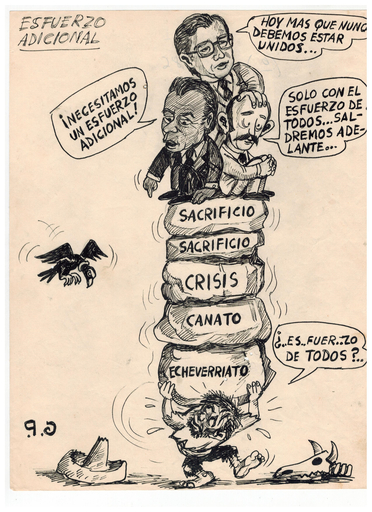 ESFUERZO
ADICIONAL
HOY MAS QUE NUNC
DEBEMOS ESTAR
UNIDOS...
¡NECESITAMOS
UN ESFUERZO
ADICIONAL!
SOLO CON EL
ESFUERZO DE
TODOS...SAL-
DREMOS ADE-
LANTE...
SACRIFICIO
SACRIFICIO
CRISIS
CANATO
ECHEVERRIATO
¿..ES..FUER..ZO
DE TODOS?..